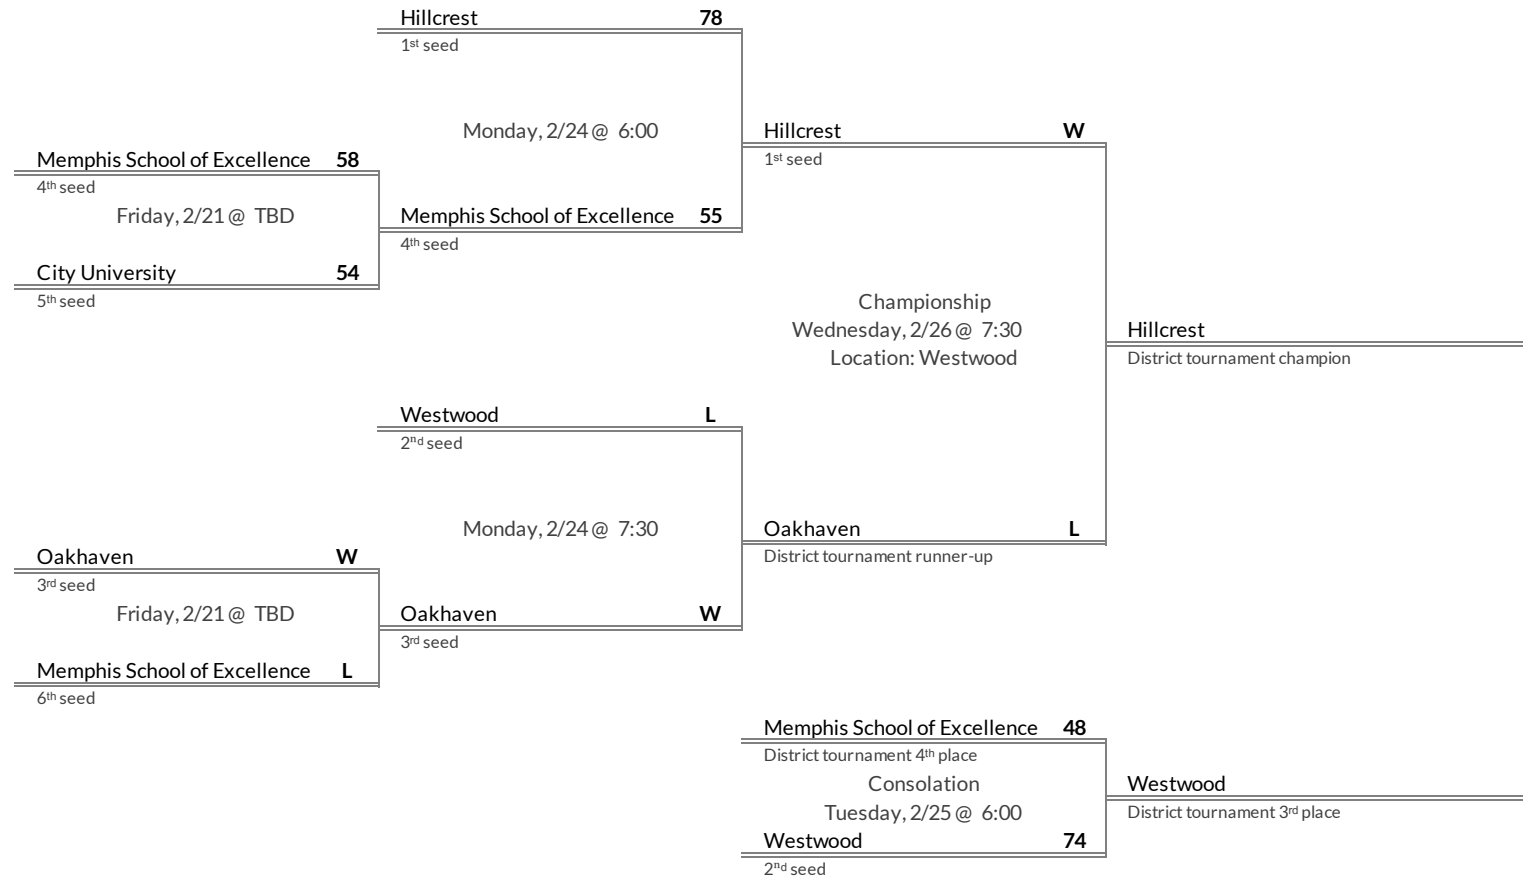 Hillcrest 78
1st seed
Monday, 2/24 @ 6:00
Hillcrest W
1st seed
Memphis School of Excellence 58
4th seed
Friday, 2/21 @ TBD
Memphis School of Excellence 55
4th seed
City University 54
5th seed
Championship
Wednesday, 2/26 @ 7:30
Location: Westwood
Hillcrest
District tournament champion
Westwood L
2nd seed
Monday, 2/24 @ 7:30
Oakhaven L
District tournament runner-up
Oakhaven W
3rd seed
Friday, 2/21 @ TBD
Oakhaven W
3rd seed
Memphis School of Excellence L
6th seed
Memphis School of Excellence 48
District tournament 4th place
Consolation
Tuesday, 2/25 @ 6:00
Westwood
District tournament 3rd place
Westwood 74
2nd seed